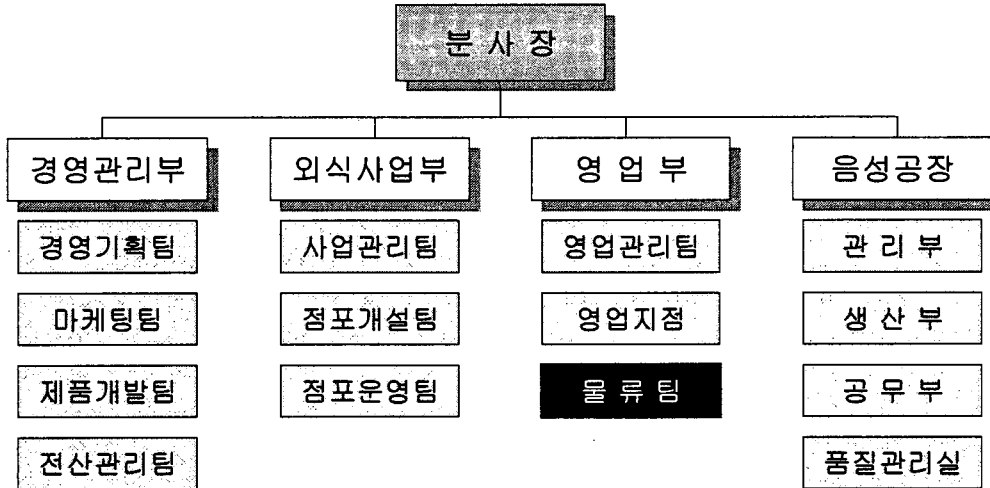 분 사 장
경영관리부
외식사업부
영 업 부
음성공장
경영기획팀
사업관리팀
영업관리팀
관 리 부
마케팅팀
점포개설팀
영업지점
생 산 부
제품개발팀
점포운영팀
물 류 팀
공 무 부
전산관리팀
품질관리실